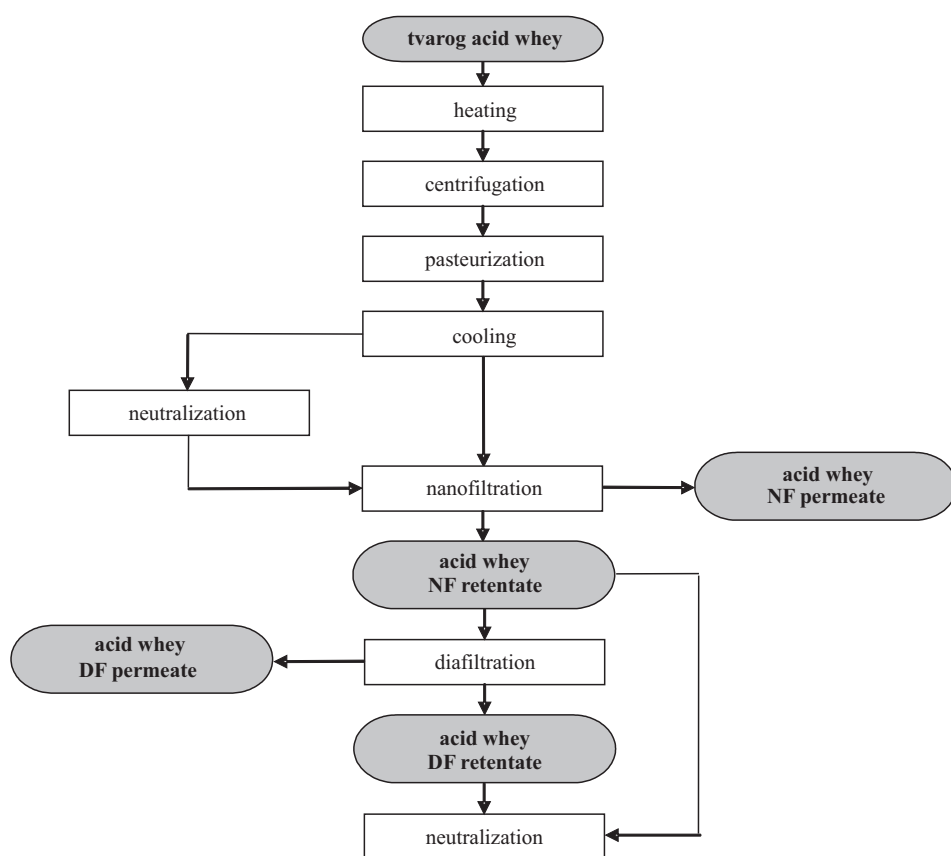 tvarog acid whey
heating
centrifugation
pasteurization
cooling
neutralization
nanofiltration
acid whey
NF permeate
acid whey
NF retentate
acid whey
DF permeate
diafiltration
acid whey
DF retentate
neutralization